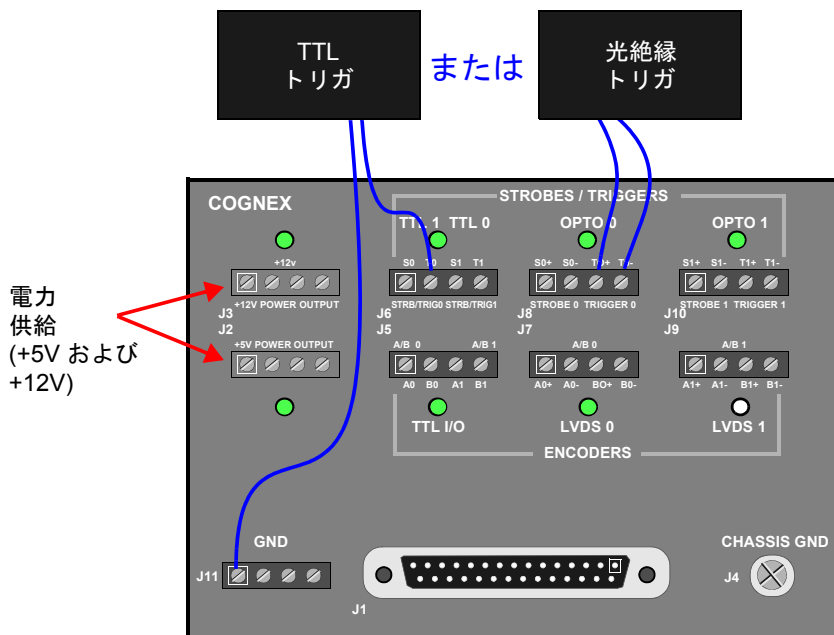 TTL
トリガ
または
光絶縁
トリガ
COGNEX
STROBES / TRIGGERS
TTL 1 TTL 0
OPTO 0
OPTO 1
+12v
S0 T0 S1 T1
S0+ S0- T0+ T0-
S1+ S1- T1+ T1-
+12V POWER OUTPUT
STRB/TRIG0 STRB/TRIG1
STROBE 0 TRIGGER 0
STROBE 1 TRIGGER 1
J3
J6
J8
J10
J2
J5
J7
J9
電力
供給
(+5V および
+12V)
+5V POWER OUTPUT
A/B 0 A/B 1
A/B 0
A/B 1
A0 B0 A1 B1
A0+ A0- BO+ B0-
A1+ A1- B1+ B1-
TTL I/O
LVDS 0
LVDS 1
ENCODERS
GND
CHASSIS GND
J11
J4
J1